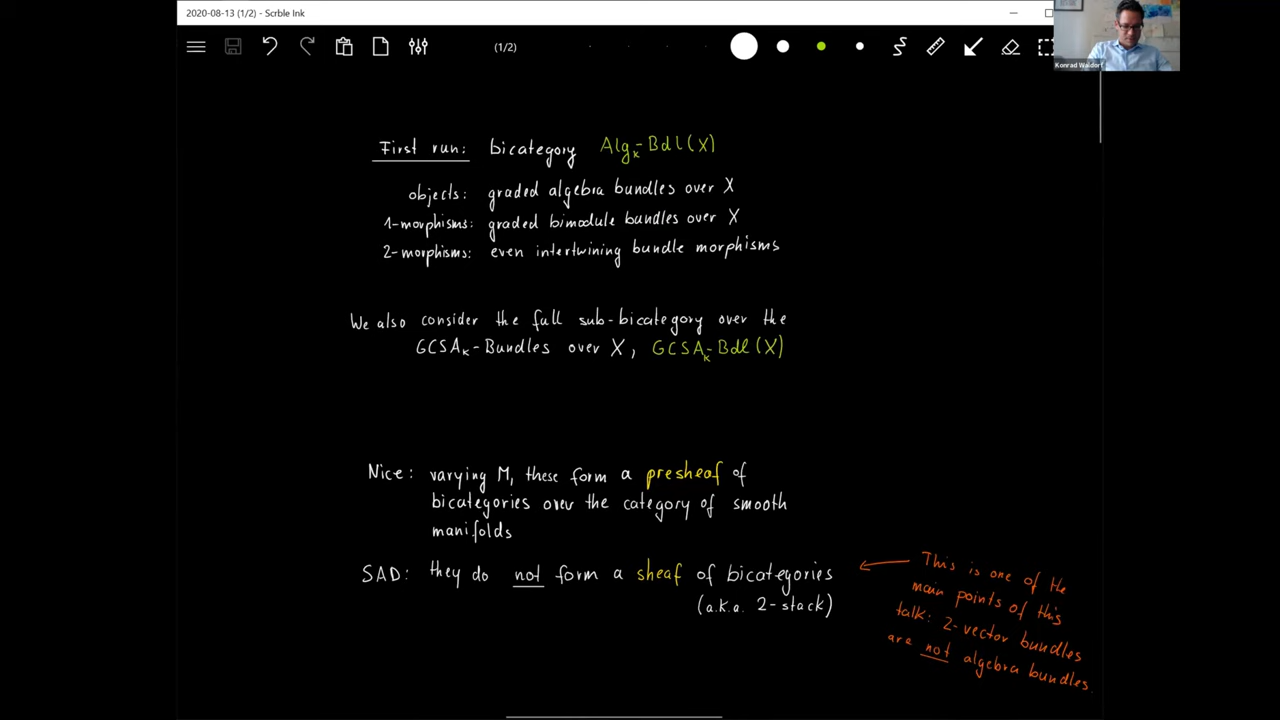 2020-08-13 (1/2) - Scrble Ink
(1/2)
Konrad Waldorf
First run: bicategory Alg_K-Bdl(X)
objects: graded algebra bundles over X
1-morphisms: graded bimodule bundles over X
2-morphisms: even intertwining bundle morphisms
We also consider the full sub-bicategory over the
GCSA_K-Bundles over X, GCSA_K-Bdl(X)
Nice: varying M, these form a presheaf of
bicategories over the category of smooth
manifolds
SAD: they do not form a sheaf of bicategories
(a.k.a. 2-stack)
This is one of the
main points of this
talk: 2-vector bundles
are not algebra bundles.